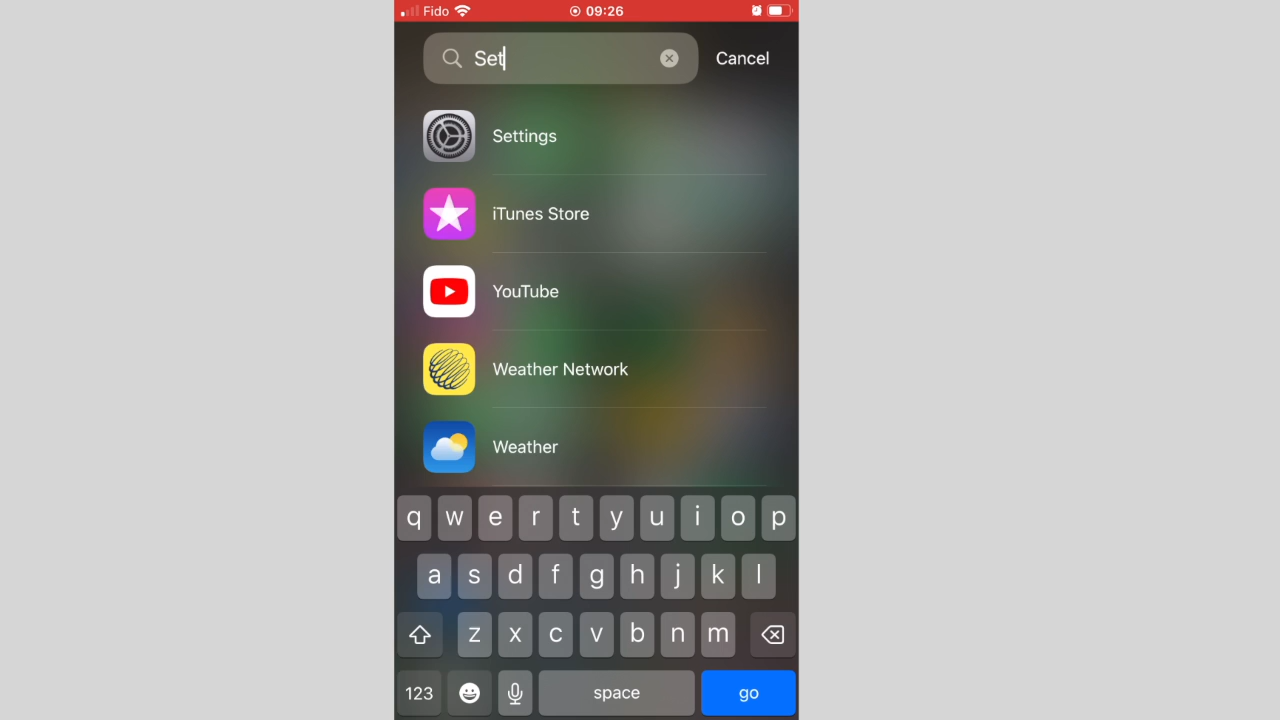 Fido 09:26
Set Cancel
Settings
iTunes Store
YouTube
Weather Network
Weather
q w e r t y u i o p
a s d f g h j k l
z x c v b n m
123 space go